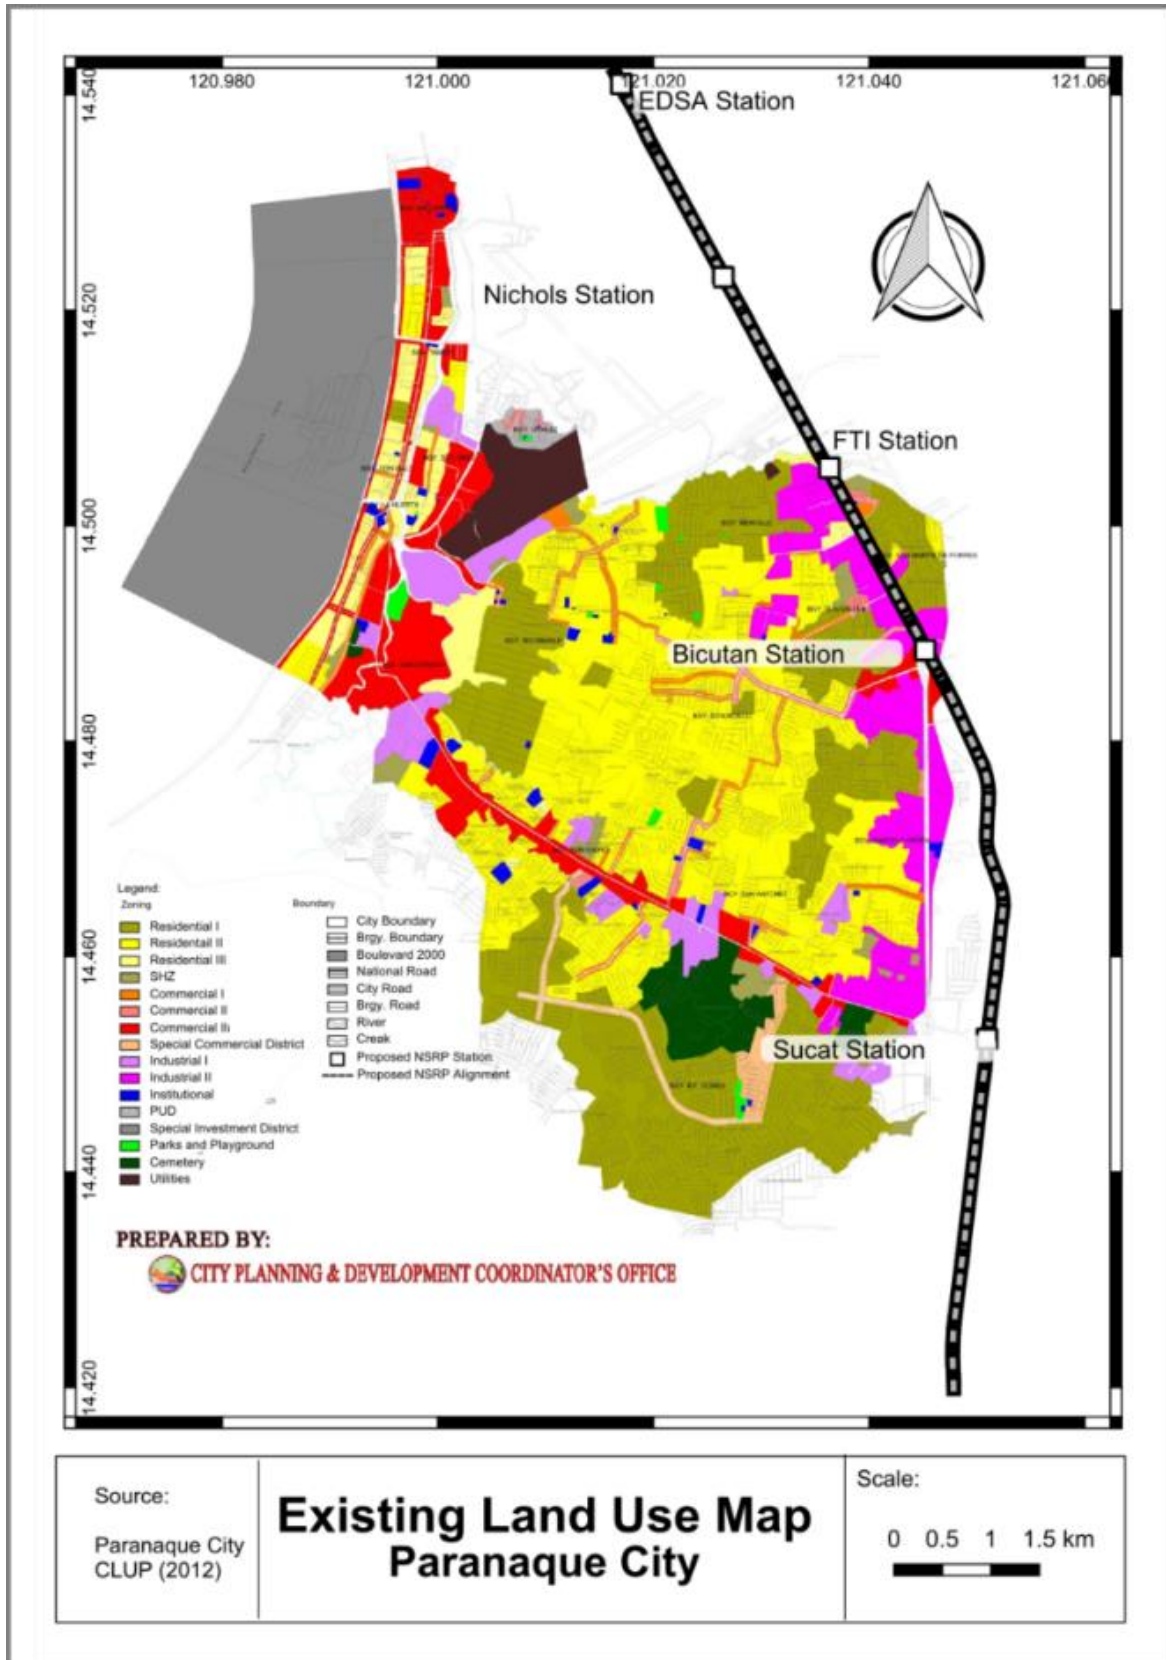 120.980 121.000 121.020 121.040 121.060
14.540
14.520
14.500
14.480
14.460
14.440
14.420
EDSA Station
Nichols Station
FTI Station
Bicutan Station
Sucat Station
Legend:
Zoning
Residential I
Residentail II
Residential III
SHZ
Commercial I
Commercial II
Commercial III
Special Commercial District
Industrial I
Industrial II
Institutional
PUD
Special Investment District
Parks and Playground
Cemetery
Utilities
Boundary
City Boundary
Brgy. Boundary
Boulevard 2000
National Road
City Road
Brgy. Road
River
Creak
Proposed NSRP Station
Proposed NSRP Alignment
PREPARED BY:
CITY PLANNING & DEVELOPMENT COORDINATOR'S OFFICE
Source:
Paranaque City
CLUP (2012)
Existing Land Use Map
Paranaque City
Scale:
0 0.5 1 1.5 km